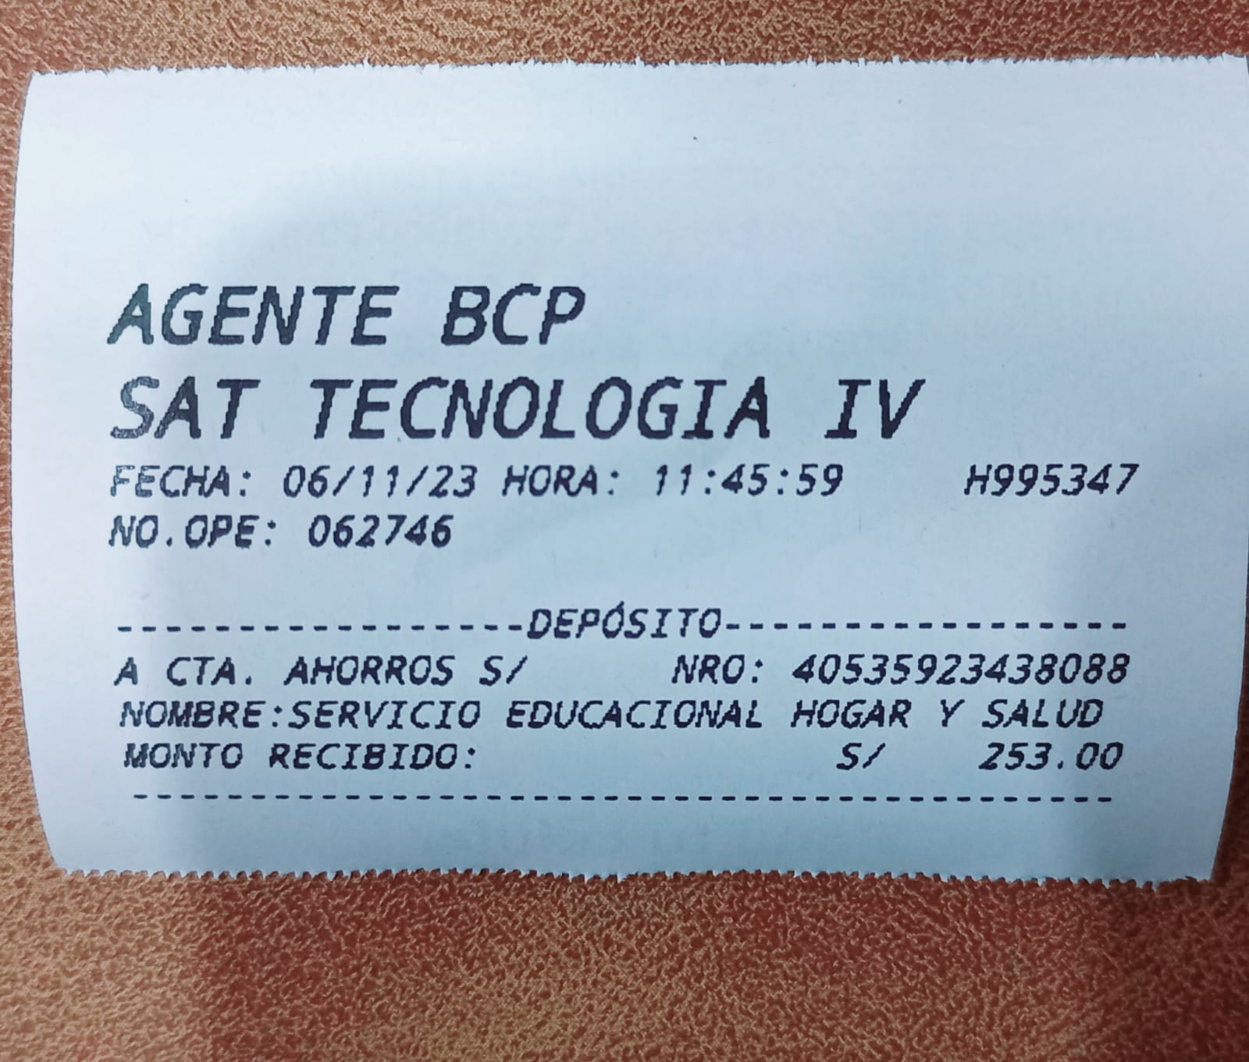 AGENTE BCP
SAT TECNOLOGIA IV
FECHA: 06/11/23 HORA: 11:45:59 H995347
NO.OPE: 062746
-----------------DEPÓSITO-----------------
A CTA. AHORROS S/ NRO: 40535923438088
NOMBRE:SERVICIO EDUCACIONAL HOGAR Y SALUD
MONTO RECIBIDO: S/ 253.00